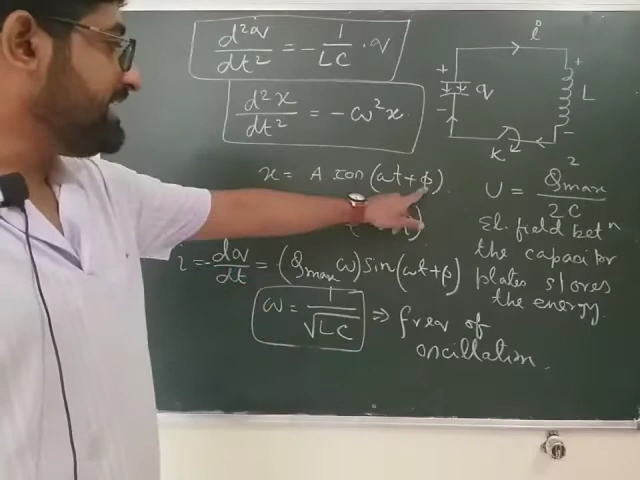 d²q/dt² = -1/LC · q
d²x/dt² = -ω²x
x = A cos(ωt+φ)
i = -dq/dt = (Qmax ω) sin(ωt+φ)
ω = 1/√LC ⇒ freq of
oscillation.
i
+ +
q L
- -
K
U = Q²max/2C
El. field betⁿ
the capacitor
plates stores
the energy.